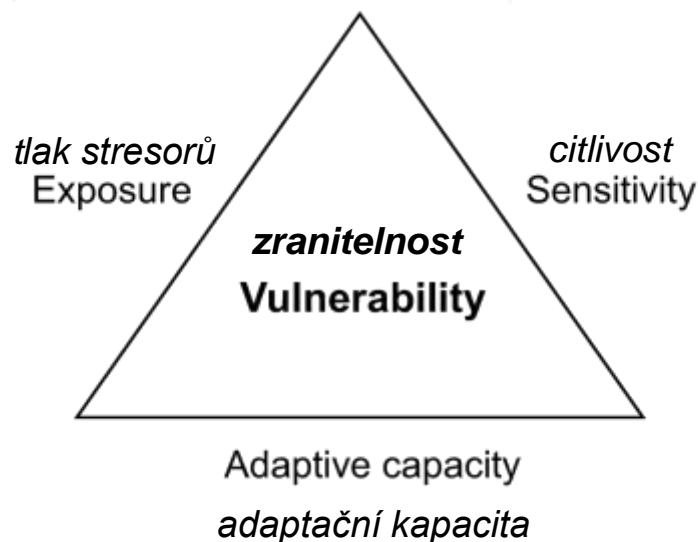 tlak stresorů
Exposure
citlivost
Sensitivity
zranitelnost
Vulnerability
Adaptive capacity
adaptační kapacita